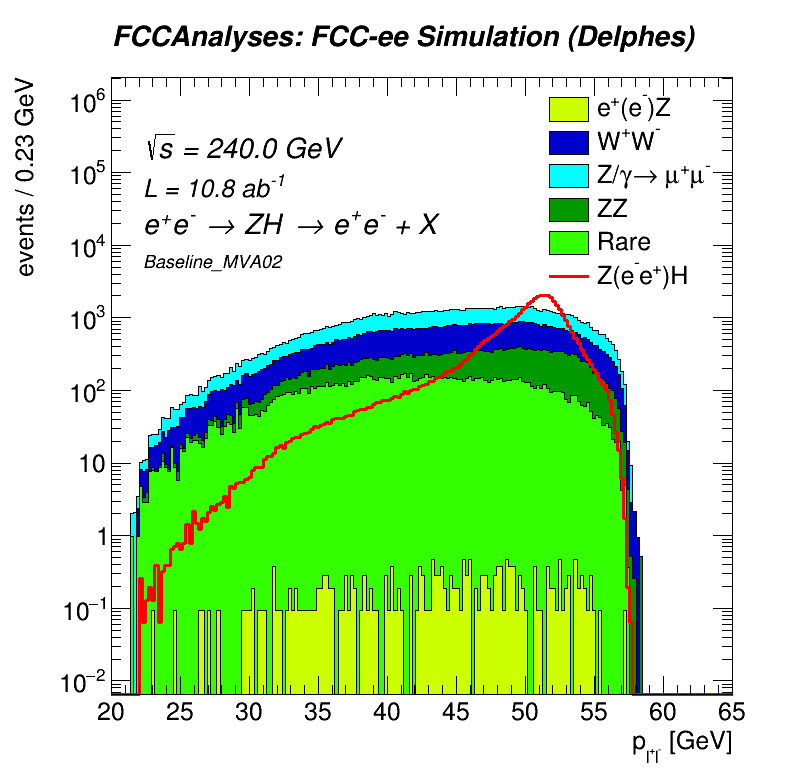 FCCAnalyses: FCC-ee Simulation (Delphes)
events / 0.23 GeV
10⁶
10⁵
10⁴
10³
10²
10
1
10⁻¹
10⁻²
√s = 240.0 GeV
L = 10.8 ab⁻¹
e⁺e⁻ → ZH → e⁺e⁻ + X
Baseline_MVA02
e⁺(e⁻)Z
W⁺W⁻
Z/γ→ μ⁺μ⁻
ZZ
Rare
Z(e⁻e⁺)H
20 25 30 35 40 45 50 55 60 65
p_l⁺l⁻ [GeV]